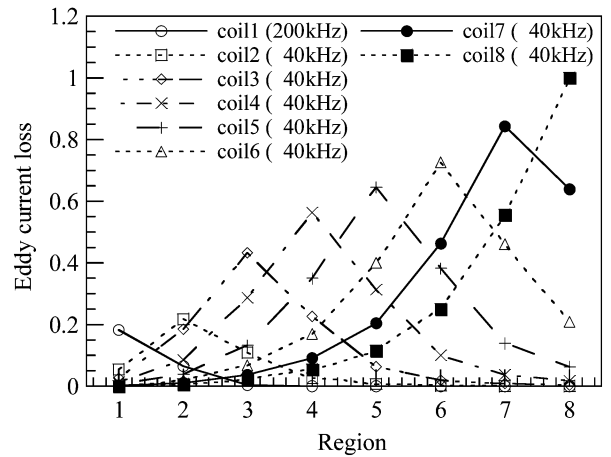 1.2
1
0.8
0.6
0.4
0.2
0
Eddy current loss
coil1 (200kHz)
coil2 ( 40kHz)
coil3 ( 40kHz)
coil4 ( 40kHz)
coil5 ( 40kHz)
coil6 ( 40kHz)
coil7 ( 40kHz)
coil8 ( 40kHz)
1 2 3 4 5 6 7 8
Region